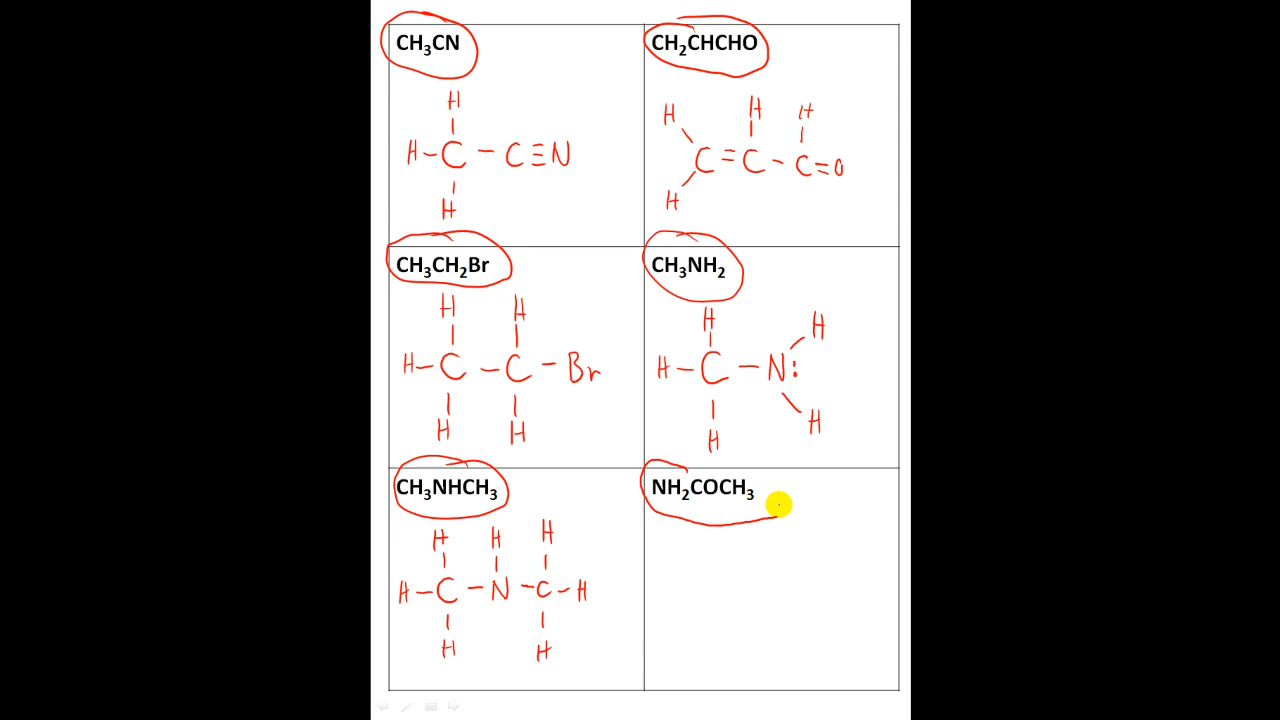 CH₃CN
H
H–C–C≡N
H
CH₂CHCHO
H H H
C=C–C=O
H
CH₃CH₂Br
H H
H–C–C–Br
H H
CH₃NH₂
H H
H–C–N:
H H
CH₃NHCH₃
H H H
H–C–N–C–H
H H
NH₂COCH₃